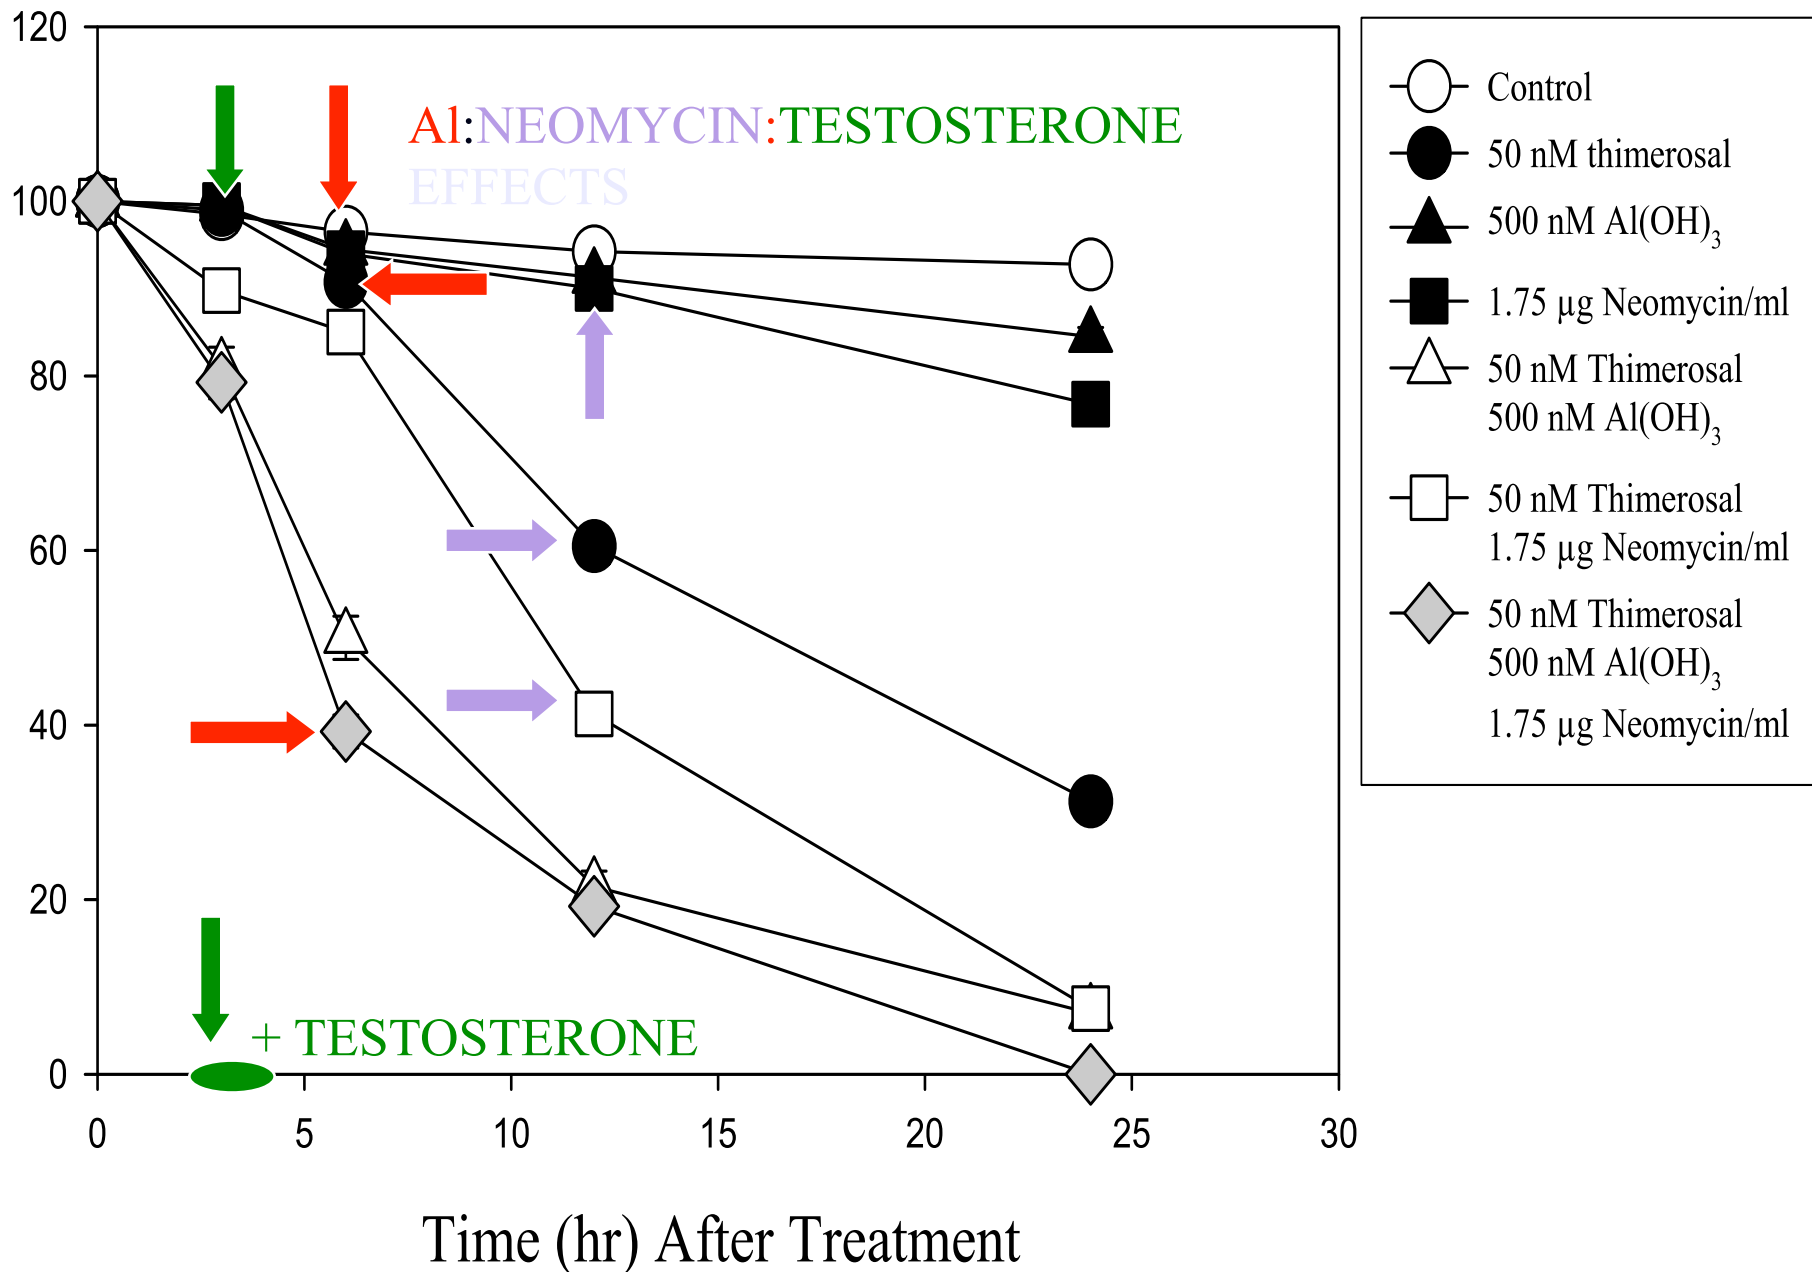 120
100
80
60
40
20
0
Al:NEOMYCIN:TESTOSTERONE
EFFECTS
+ TESTOSTERONE
0 5 10 15 20 25 30
Time (hr) After Treatment
Control
50 nM thimerosal
500 nM Al(OH)₃
1.75 µg Neomycin/ml
50 nM Thimerosal
500 nM Al(OH)₃
50 nM Thimerosal
1.75 µg Neomycin/ml
50 nM Thimerosal
500 nM Al(OH)₃
1.75 µg Neomycin/ml